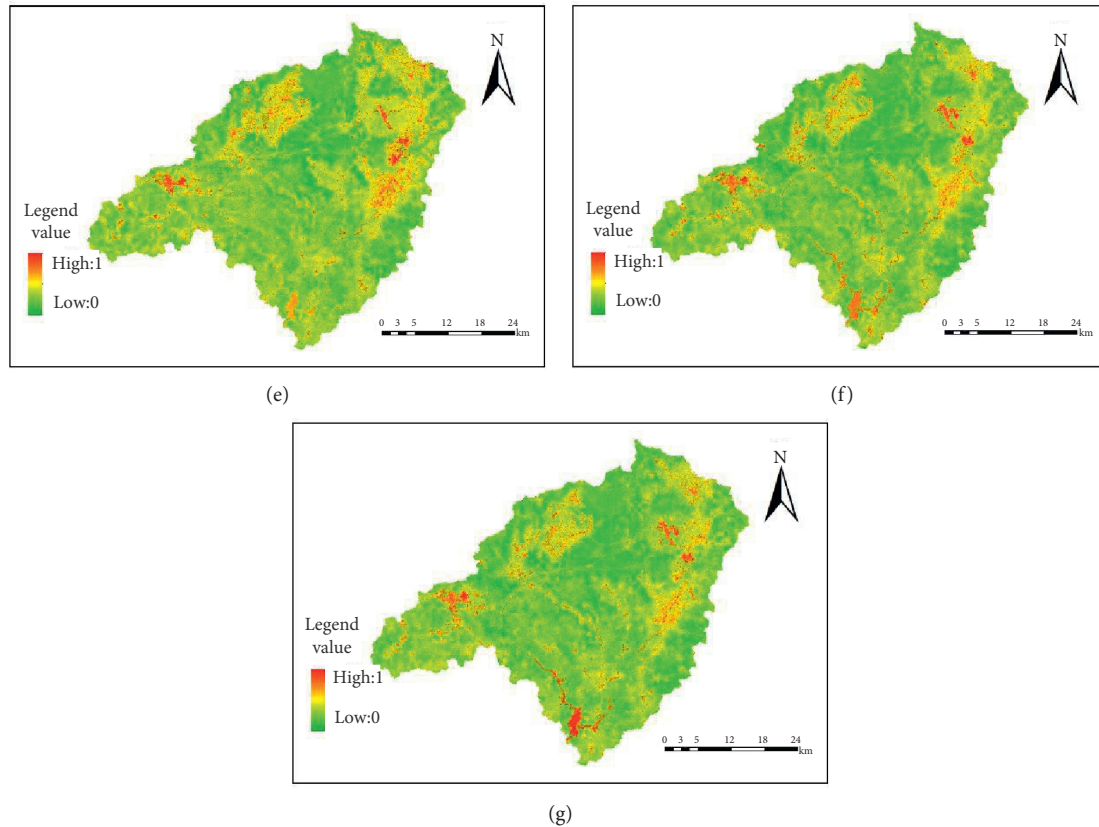 N
Legend
value
High:1
Low:0
0 3 5 12 18 24
km
(e)
N
Legend
value
High:1
Low:0
0 3 5 12 18 24
km
(f)
N
Legend
value
High:1
Low:0
0 3 5 12 18 24
km
(g)